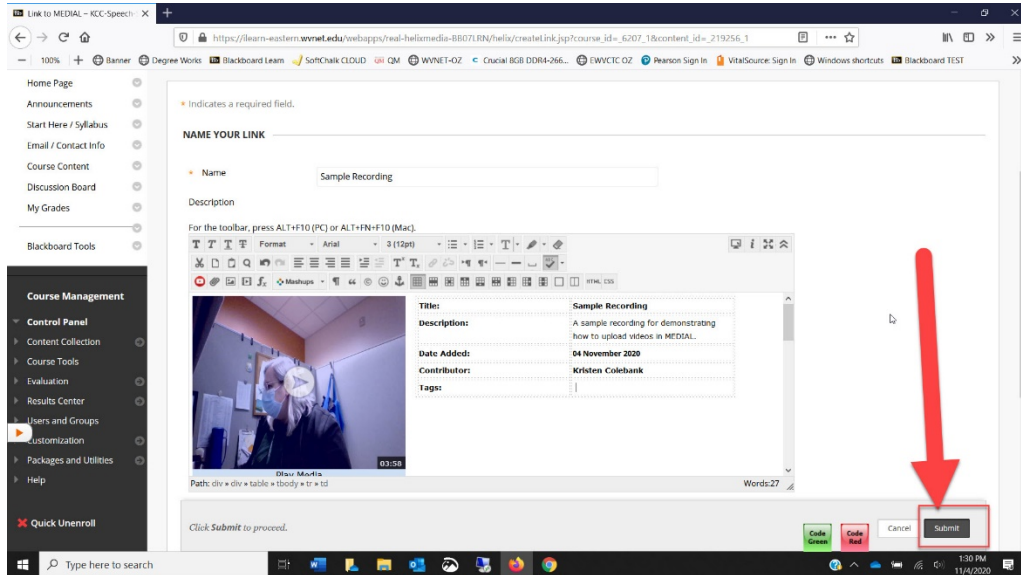 Link to MEDIAL – KCC-Speech
https://ilearn-eastern.wvnet.edu/webapps/real-helixmedia-BB07LRN/helix/createLink.jsp?course_id=_6207_1&content_id=_219256_1
100% Banner Degree Works Blackboard Learn SoftChalk CLOUD QM WVNET-OZ Crucial 8GB DDR4-266... EWVCTC OZ Pearson Sign In VitalSource: Sign In Windows shortcuts Blackboard TEST
Home Page
Announcements
Start Here / Syllabus
Email / Contact Info
Course Content
Discussion Board
My Grades
Blackboard Tools
Course Management
Control Panel
Content Collection
Course Tools
Evaluation
Results Center
Users and Groups
Customization
Packages and Utilities
Help
Quick Unenroll
* Indicates a required field.
NAME YOUR LINK
* Name
Sample Recording
Description
For the toolbar, press ALT+F10 (PC) or ALT+FN+F10 (Mac).
T T T T Format Arial 3 (12pt) T
Mashups HTML CSS
Title: Sample Recording
Description: A sample recording for demonstrating
how to upload videos in MEDIAL.
Date Added: 04 November 2020
Contributor: Kristen Colebank
Tags:
03:58
Play Media
Path: div » div » table » tbody » tr » td
Words:27
Click Submit to proceed.
Code Green
Code Red
Cancel
Submit
Type here to search
1:30 PM
11/4/2020